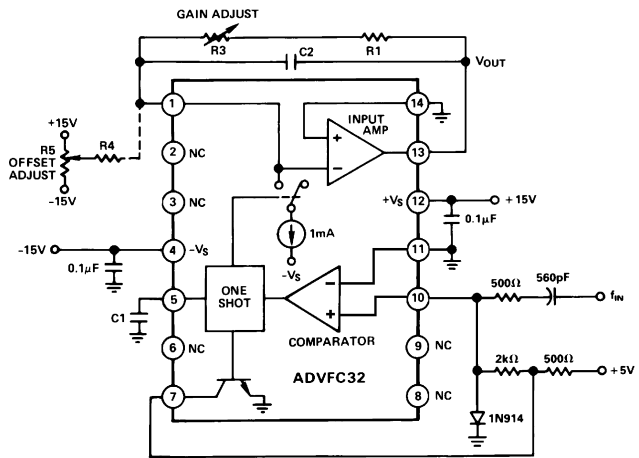 GAIN ADJUST
R3
R1
C2
VOUT
1
14
INPUT
AMP
+
−
+15V
R5
OFFSET
ADJUST
R4
−15V
2
NC
13
3
NC
+VS
12
+15V
0.1µF
1mA
−VS
−15V
4
−VS
0.1µF
11
5
ONE
SHOT
−
+
COMPARATOR
10
500Ω
560pF
fIN
C1
6
NC
9
NC
2kΩ
500Ω
+5V
ADVFC32
7
8
NC
1N914